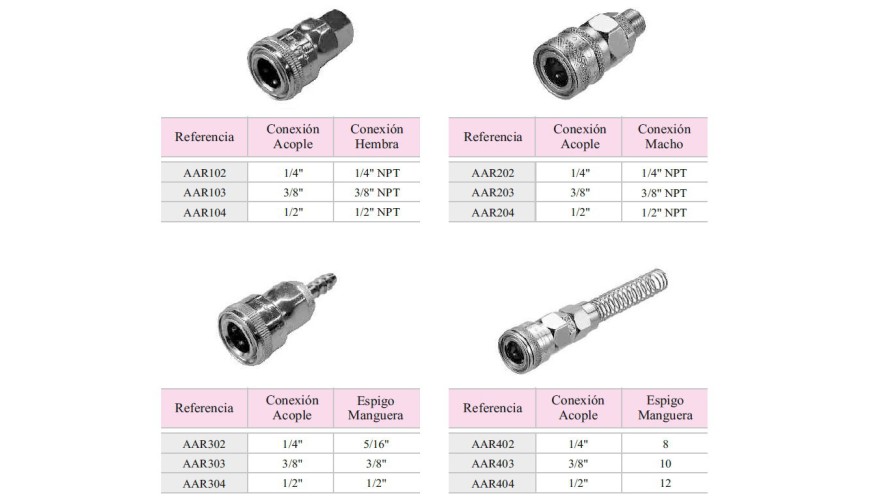 Referencia Conexión Acople Conexión Hembra
AAR102 1/4" 1/4" NPT
AAR103 3/8" 3/8" NPT
AAR104 1/2" 1/2" NPT
Referencia Conexión Acople Conexión Macho
AAR202 1/4" 1/4" NPT
AAR203 3/8" 3/8" NPT
AAR204 1/2" 1/2" NPT
Referencia Conexión Acople Espigo Manguera
AAR302 1/4" 5/16"
AAR303 3/8" 3/8"
AAR304 1/2" 1/2"
Referencia Conexión Acople Espigo Manguera
AAR402 1/4" 8
AAR403 3/8" 10
AAR404 1/2" 12